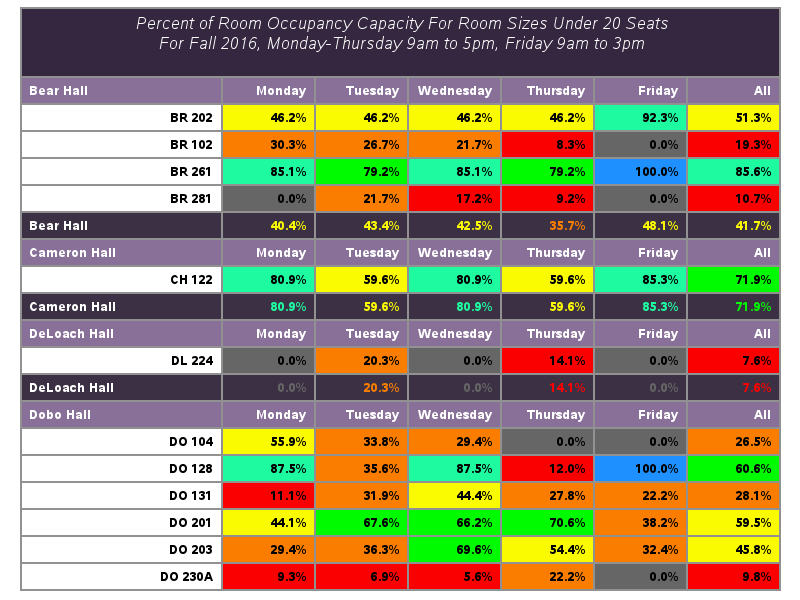 Percent of Room Occupancy Capacity For Room Sizes Under 20 Seats
For Fall 2016, Monday-Thursday 9am to 5pm, Friday 9am to 3pm
Bear Hall Monday Tuesday Wednesday Thursday Friday All
BR 202 46.2% 46.2% 46.2% 46.2% 92.3% 51.3%
BR 102 30.3% 26.7% 21.7% 8.3% 0.0% 19.3%
BR 261 85.1% 79.2% 85.1% 79.2% 100.0% 85.6%
BR 281 0.0% 21.7% 17.2% 9.2% 0.0% 10.7%
Bear Hall 40.4% 43.4% 42.5% 35.7% 48.1% 41.7%
Cameron Hall Monday Tuesday Wednesday Thursday Friday All
CH 122 80.9% 59.6% 80.9% 59.6% 85.3% 71.9%
Cameron Hall 80.9% 59.6% 80.9% 59.6% 85.3% 71.9%
DeLoach Hall Monday Tuesday Wednesday Thursday Friday All
DL 224 0.0% 20.3% 0.0% 14.1% 0.0% 7.6%
DeLoach Hall 0.0% 20.3% 0.0% 14.1% 0.0% 7.6%
Dobo Hall Monday Tuesday Wednesday Thursday Friday All
DO 104 55.9% 33.8% 29.4% 0.0% 0.0% 26.5%
DO 128 87.5% 35.6% 87.5% 12.0% 100.0% 60.6%
DO 131 11.1% 31.9% 44.4% 27.8% 22.2% 28.1%
DO 201 44.1% 67.6% 66.2% 70.6% 38.2% 59.5%
DO 203 29.4% 36.3% 69.6% 54.4% 32.4% 45.8%
DO 230A 9.3% 6.9% 5.6% 22.2% 0.0% 9.8%